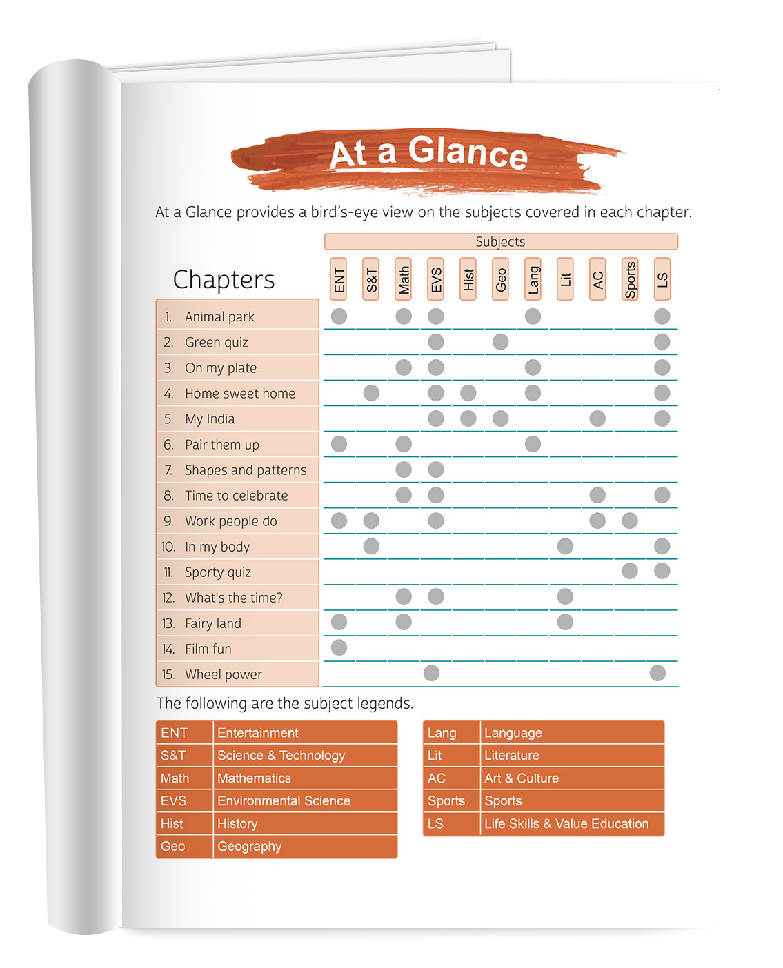 At a Glance
At a Glance provides a bird's-eye view on the subjects covered in each chapter.
Subjects
Chapters
ENT S&T Math EVS Hist Geo Lang Lit AC Sports LS
1. Animal park
2. Green quiz
3. On my plate
4. Home sweet home
5. My India
6. Pair them up
7. Shapes and patterns
8. Time to celebrate
9. Work people do
10. In my body
11. Sporty quiz
12. What's the time?
13. Fairy land
14. Film fun
15. Wheel power
The following are the subject legends.
ENT Entertainment
S&T Science & Technology
Math Mathematics
EVS Environmental Science
Hist History
Geo Geography
Lang Language
Lit Literature
AC Art & Culture
Sports Sports
LS Life Skills & Value Education